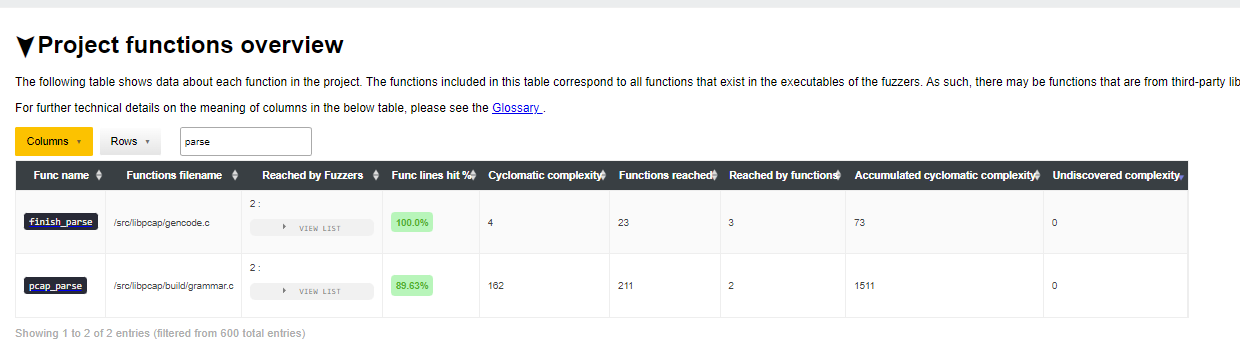 Project functions overview
The following table shows data about each function in the project. The functions included in this table correspond to all functions that exist in the executables of the fuzzers. As such, there may be functions that are from third-party lib
For further technical details on the meaning of columns in the below table, please see the Glossary .
Columns Rows parse
Func name Functions filename Reached by Fuzzers Func lines hit % Cyclomatic complexity Functions reached Reached by functions Accumulated cyclomatic complexity Undiscovered complexity
finish_parse /src/libpcap/gencode.c 2 : VIEW LIST 100.0% 4 23 3 73 0
pcap_parse /src/libpcap/build/grammar.c 2 : VIEW LIST 89.63% 162 211 2 1511 0
Showing 1 to 2 of 2 entries (filtered from 600 total entries)